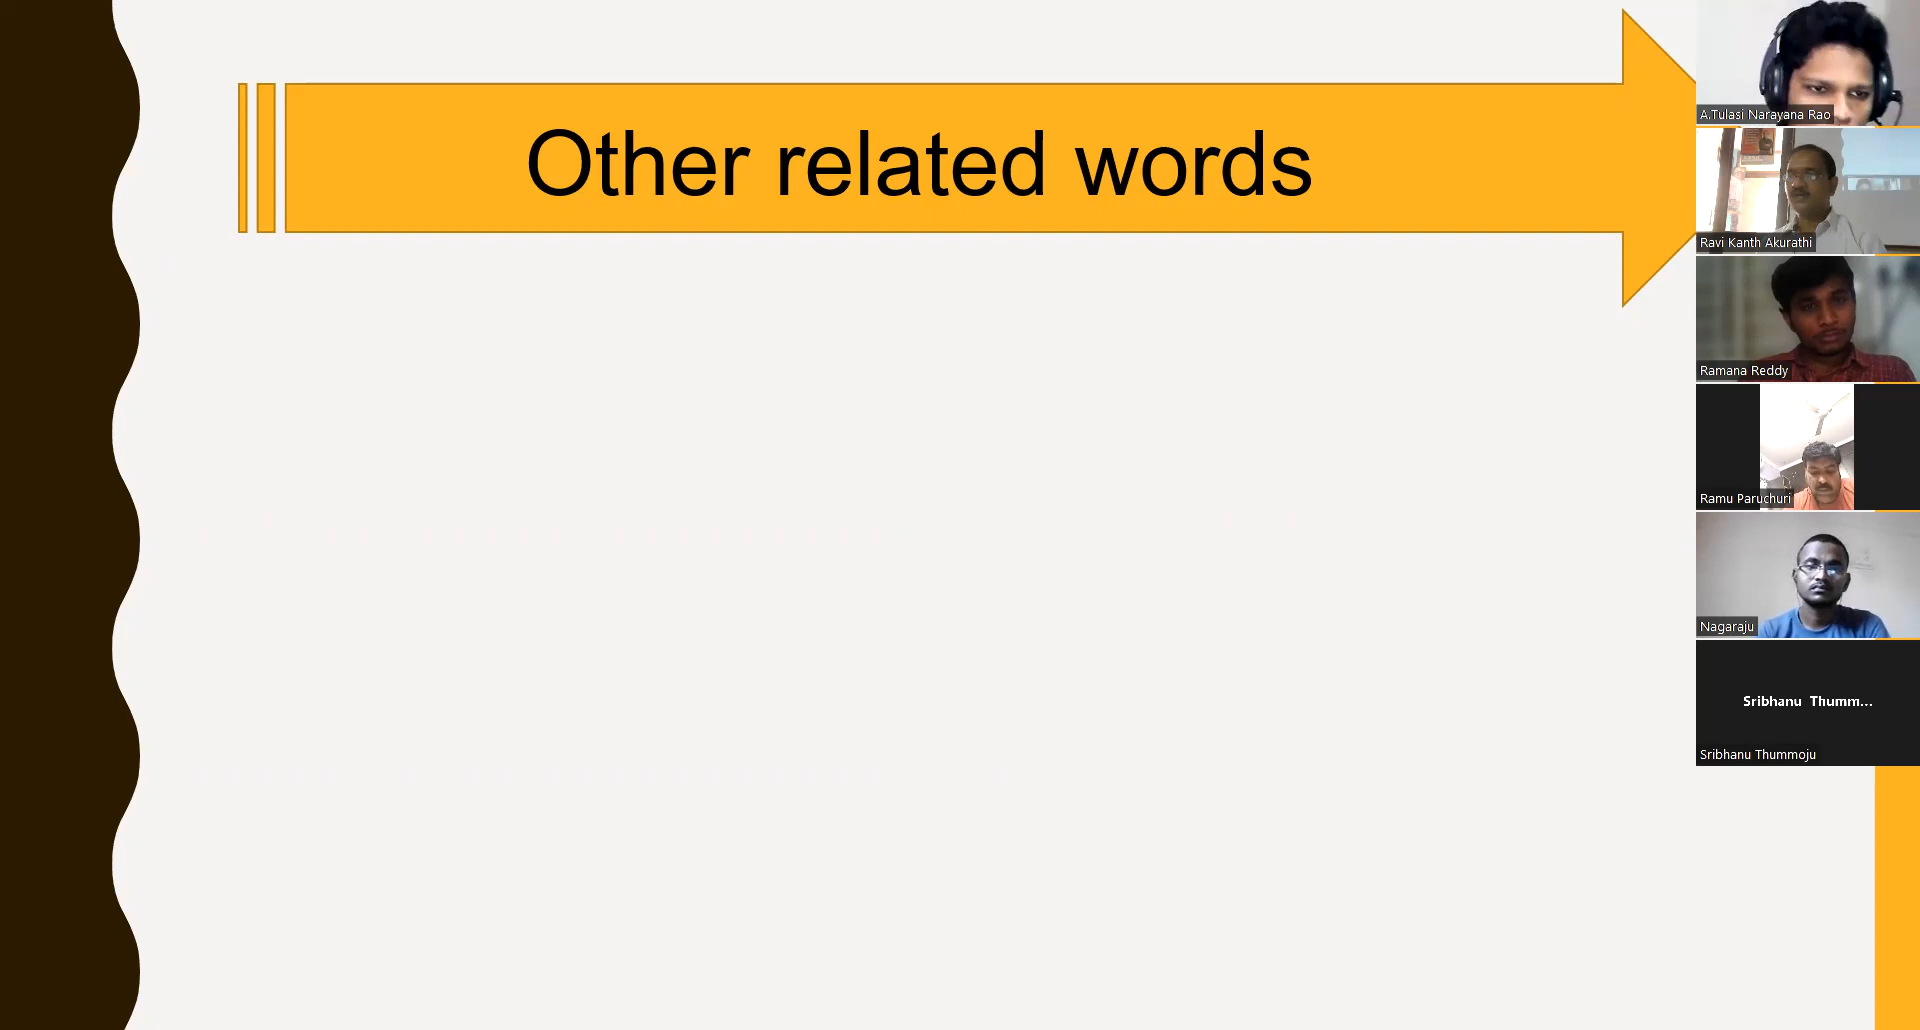 Other related words
A.Tulasi Narayana Rao
Ravi Kanth Akurathi
Ramana Reddy
Ramu Paruchuri
Nagaraju
Sribhanu Thumm...
Sribhanu Thummoju